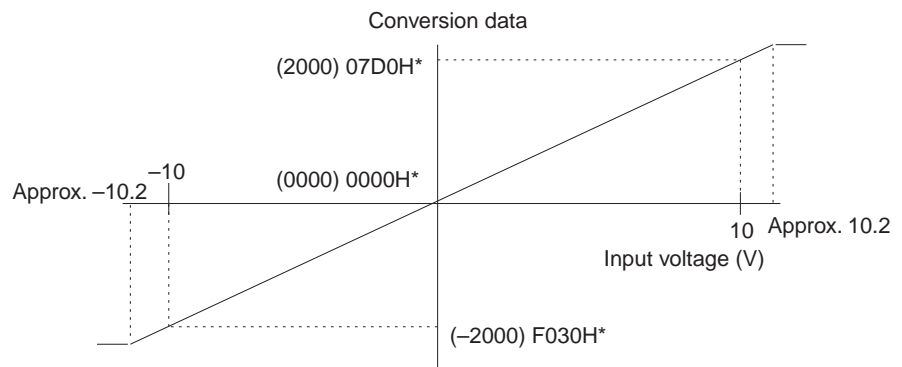 Conversion data
(2000) 07D0H*
–10
(0000) 0000H*
Approx. –10.2
10
Approx. 10.2
Input voltage (V)
(–2000) F030H*